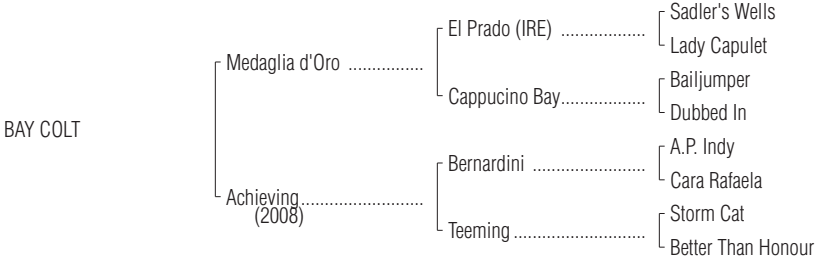 Sadler's Wells
El Prado (IRE) ..................
Lady Capulet
Medaglia d'Oro ................
Bailjumper
Cappucino Bay..................
Dubbed In
BAY COLT
A.P. Indy
Bernardini ........................
Cara Rafaela
Achieving..........................
(2008)
Storm Cat
Teeming ............................
Better Than Honour